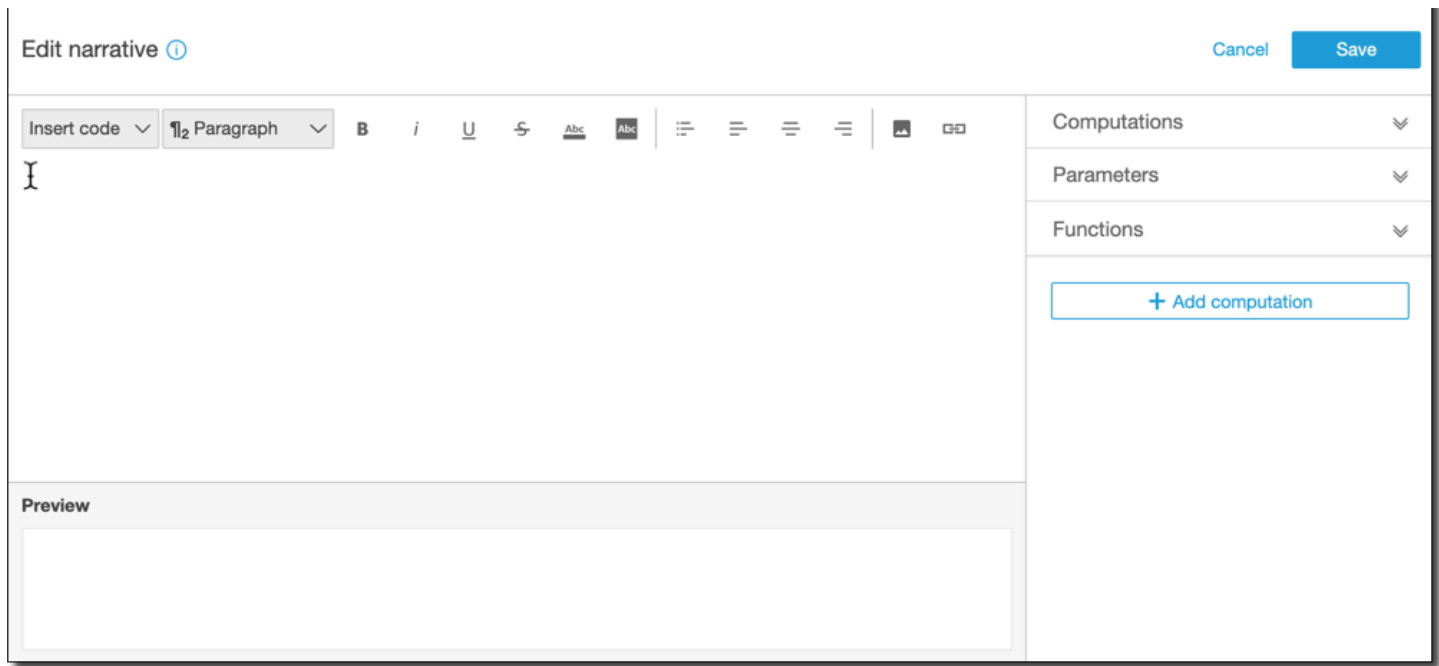 Edit narrative
Cancel
Save
Insert code
¶2 Paragraph
B
i
U
S
Abc
Abc
Computations
Parameters
Functions
+ Add computation
Preview